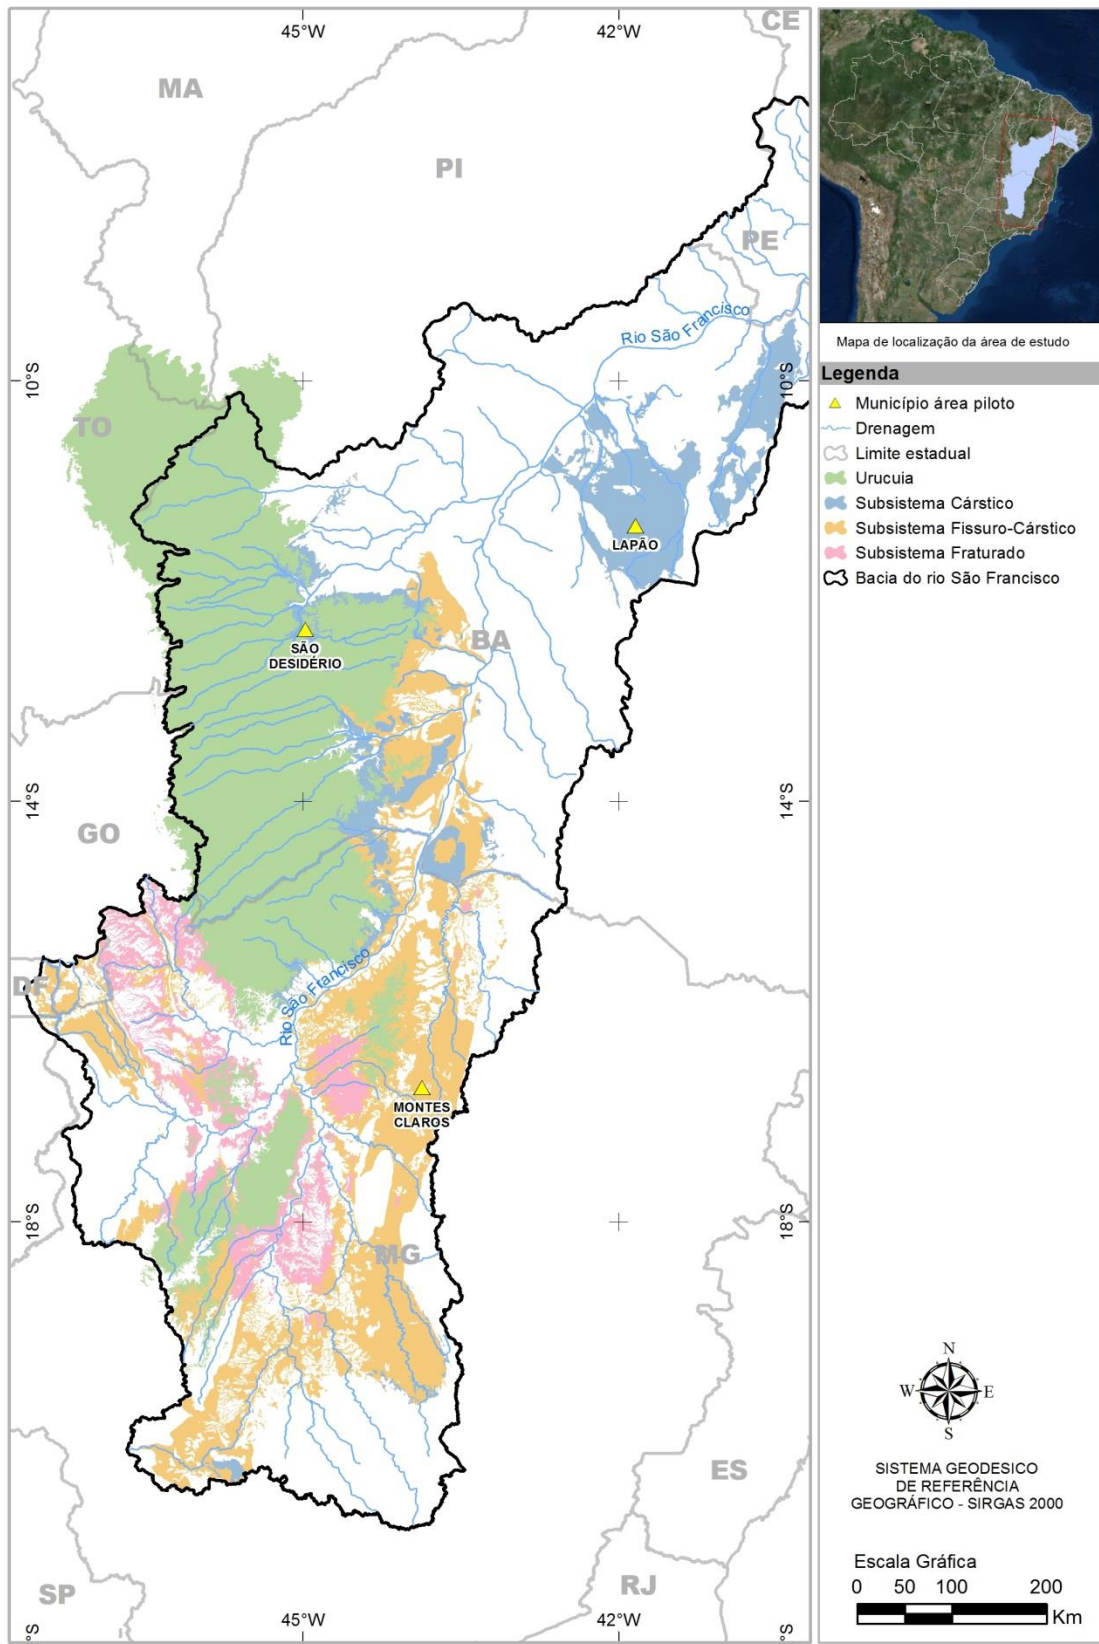 45°W
42°W
CE
MA
PI
PE
Rio São Francisco
10°S
10°S
TO
LAPÃO
BA
SÃO
DESIDÉRIO
14°S
14°S
GO
DF
Rio São Francisco
MONTES
CLAROS
18°S
18°S
MG
ES
SP
RJ
45°W
42°W
°S
°S
Mapa de localização da área de estudo
Legenda
Município área piloto
Drenagem
Limite estadual
Urucuia
Subsistema Cárstico
Subsistema Fissuro-Cárstico
Subsistema Fraturado
Bacia do rio São Francisco
N
W E
S
SISTEMA GEODESICO
DE REFERÊNCIA
GEOGRÁFICO - SIRGAS 2000
Escala Gráfica
0 50 100 200
Km